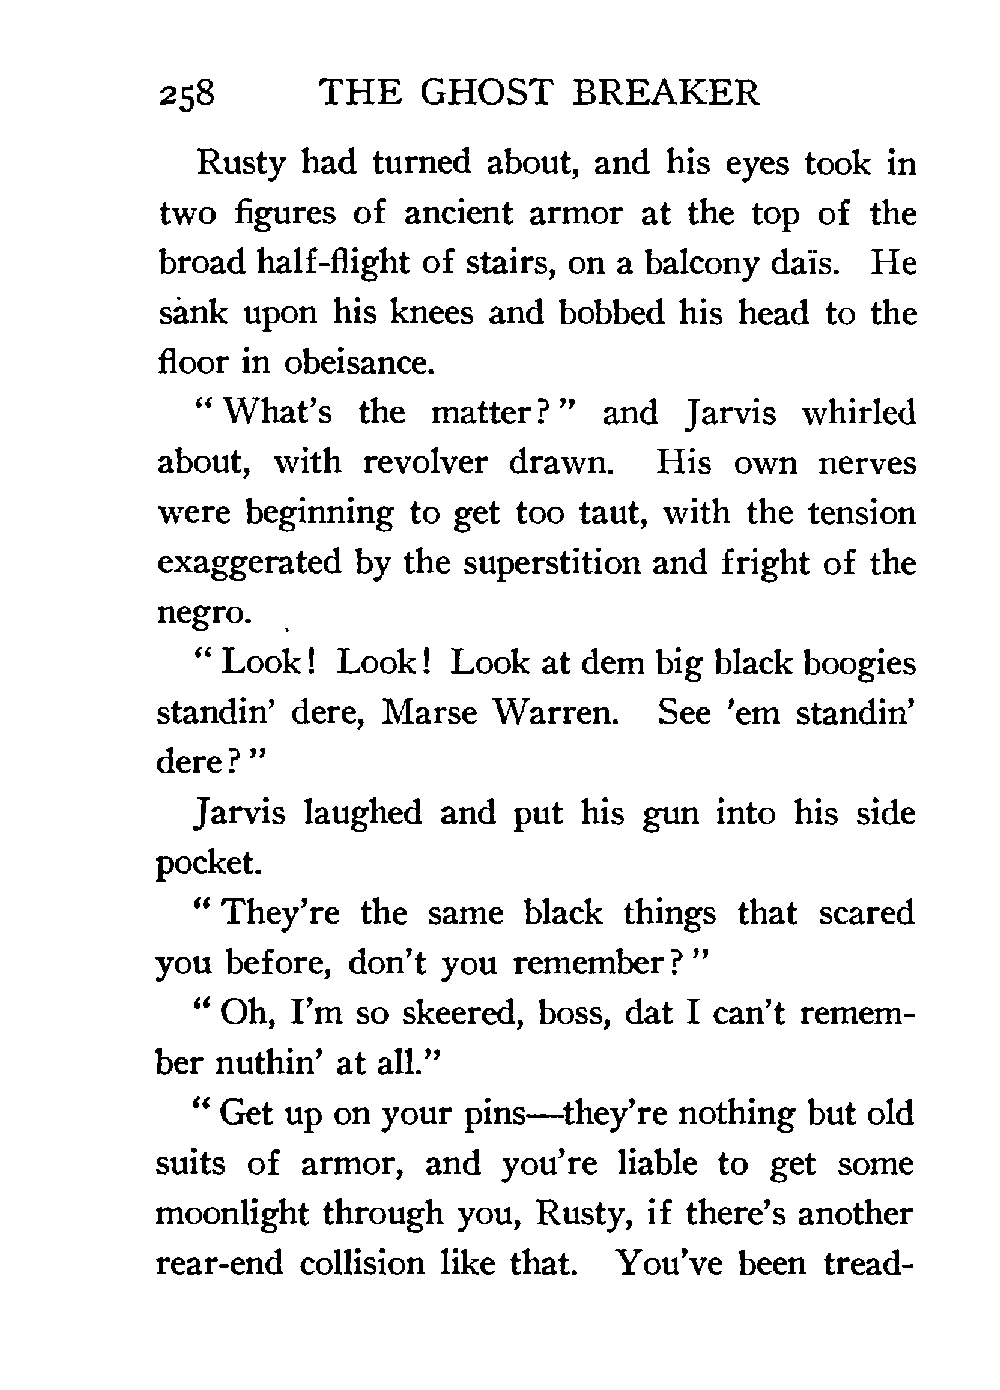 258 THE GHOST BREAKER
Rusty had turned about, and his eyes took in
two figures of ancient armor at the top of the
broad half-flight of stairs, on a balcony daïs. He
sank upon his knees and bobbed his head to the
floor in obeisance.
“ What’s the matter? ” and Jarvis whirled
about, with revolver drawn. His own nerves
were beginning to get too taut, with the tension
exaggerated by the superstition and fright of the
negro.
“ Look! Look! Look at dem big black boogies
standin’ dere, Marse Warren. See ’em standin’
dere? ”
Jarvis laughed and put his gun into his side
pocket.
“ They’re the same black things that scared
you before, don’t you remember? ”
“ Oh, I’m so skeered, boss, dat I can’t remem-
ber nuthin’ at all.”
“ Get up on your pins—they’re nothing but old
suits of armor, and you’re liable to get some
moonlight through you, Rusty, if there’s another
rear-end collision like that. You’ve been tread-